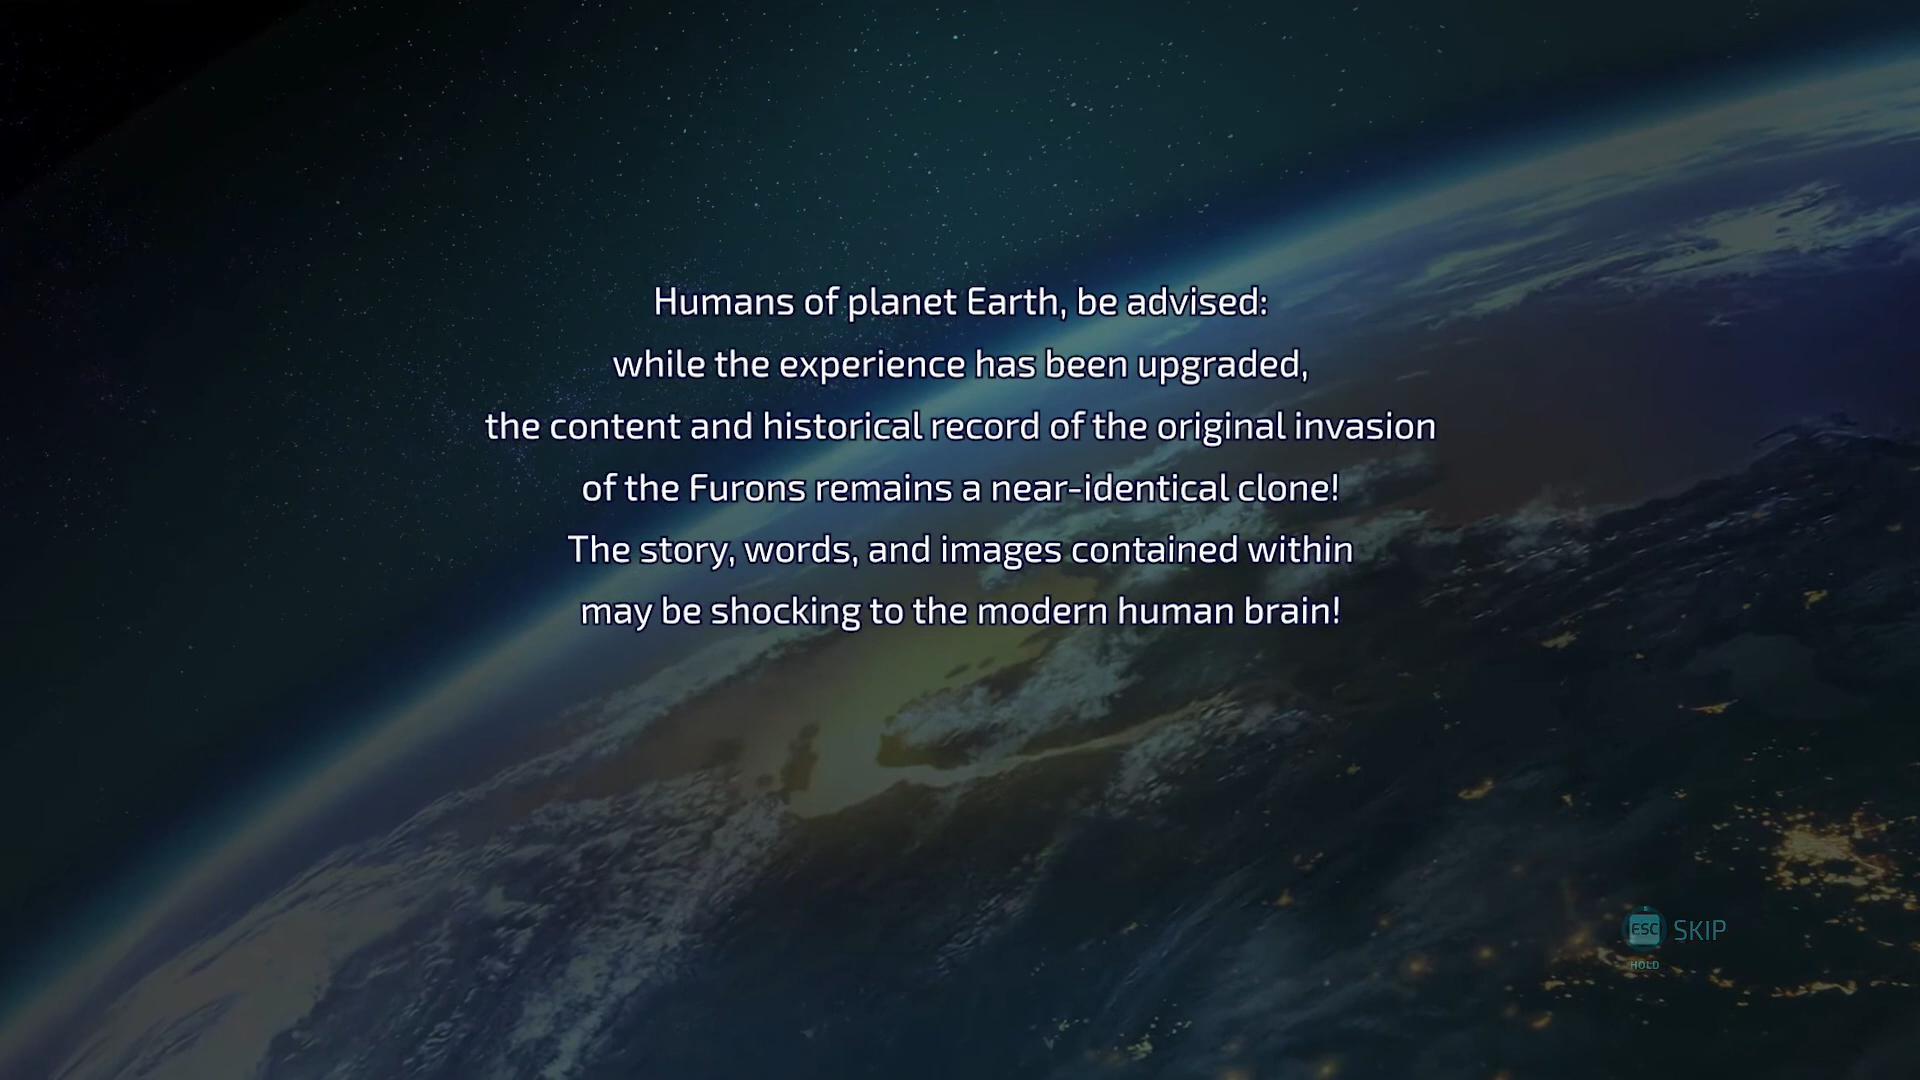 Humans of planet Earth, be advised:
while the experience has been upgraded,
the content and historical record of the original invasion
of the Furons remains a near-identical clone!
The story, words, and images contained within
may be shocking to the modern human brain!
ESC SKIP
HOLD